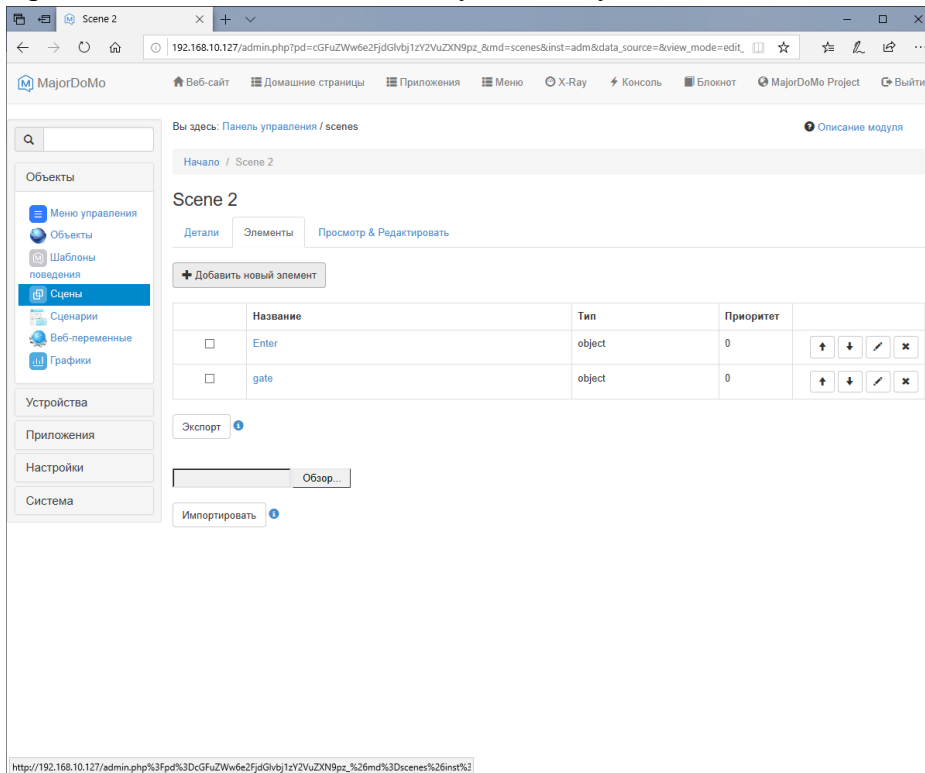 Scene 2
192.168.10.127/admin.php?pd=cGFuZWw6e2FjdGlvbj1zY2VuZXN9pz_&md=scenes&inst=adm&data_source=&view_mode=edit_
MajorDoMo
Веб-сайт Домашние страницы Приложения Меню X-Ray Консоль Блокнот MajorDoMo Project Выйти
Вы здесь: Панель управления / scenes
Описание модуля
Начало / Scene 2
Объекты
Меню управления
Объекты
Шаблоны
поведения
Сцены
Сценарии
Веб-переменные
Графики
Устройства
Приложения
Настройки
Система
Scene 2
Детали Элементы Просмотр & Редактировать
Добавить новый элемент
Название Тип Приоритет
Enter object 0
gate object 0
Экспорт
Обзор...
Импортировать
http://192.168.10.127/admin.php%3Fpd%3DcGFuZWw6e2FjdGlvbj1zY2VuZXN9pz_%26md%3Dscenes%26inst%3